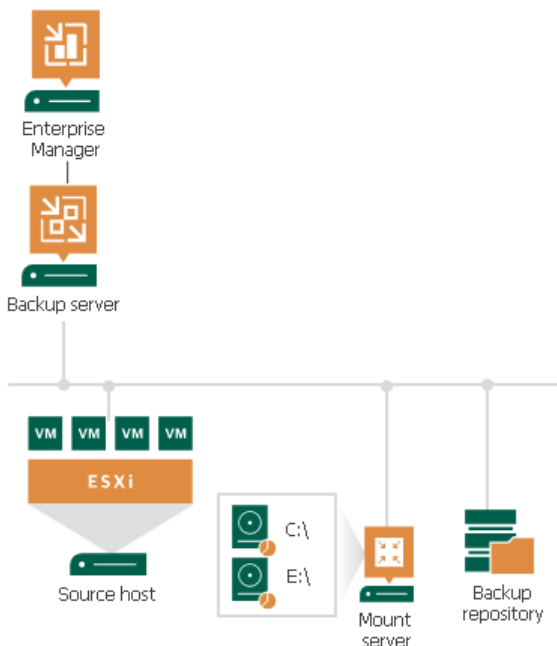 Enterprise
Manager
Backup server
VM VM VM VM
ESXi
Source host
C:\
E:\
Mount
server
Backup
repository